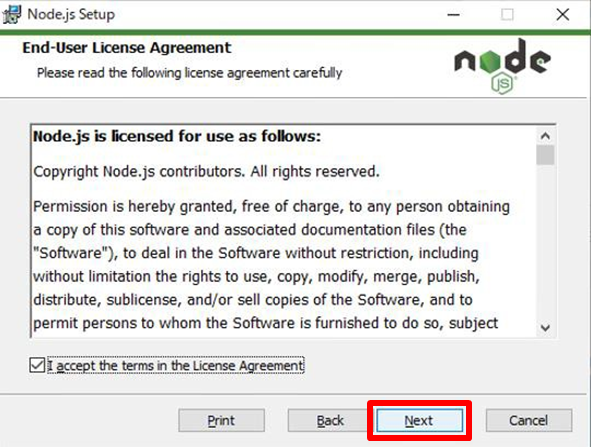 Node.js Setup
End-User License Agreement
Please read the following license agreement carefully
node
JS
Node.js is licensed for use as follows:
Copyright Node.js contributors. All rights reserved.
Permission is hereby granted, free of charge, to any person obtaining
a copy of this software and associated documentation files (the
"Software"), to deal in the Software without restriction, including
without limitation the rights to use, copy, modify, merge, publish,
distribute, sublicense, and/or sell copies of the Software, and to
permit persons to whom the Software is furnished to do so, subject
I accept the terms in the License Agreement
Print Back Next Cancel